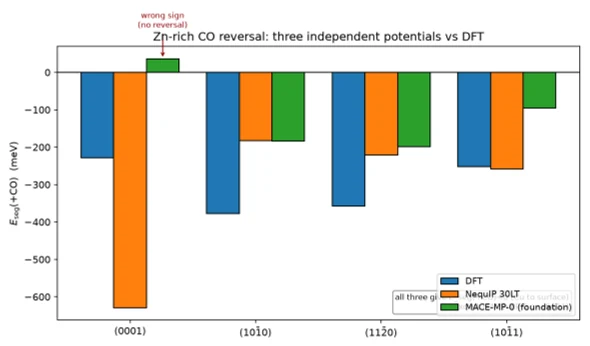 wrong sign
(no reversal)
Zn-rich CO reversal: three independent potentials vs DFT
E_seg(+CO) (meV)
0
−100
−200
−300
−400
−500
−600
(0001)
(101̄0)
(112̄0)
(101̄1)
DFT
NequIP 30LT
MACE-MP-0 (foundation)
all three
to surface)